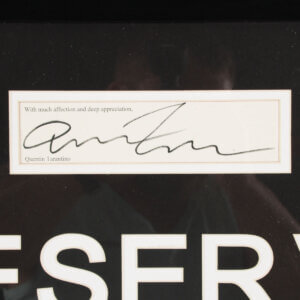 With much affection and deep appreciation,
Quentin Tarantino
ESERV